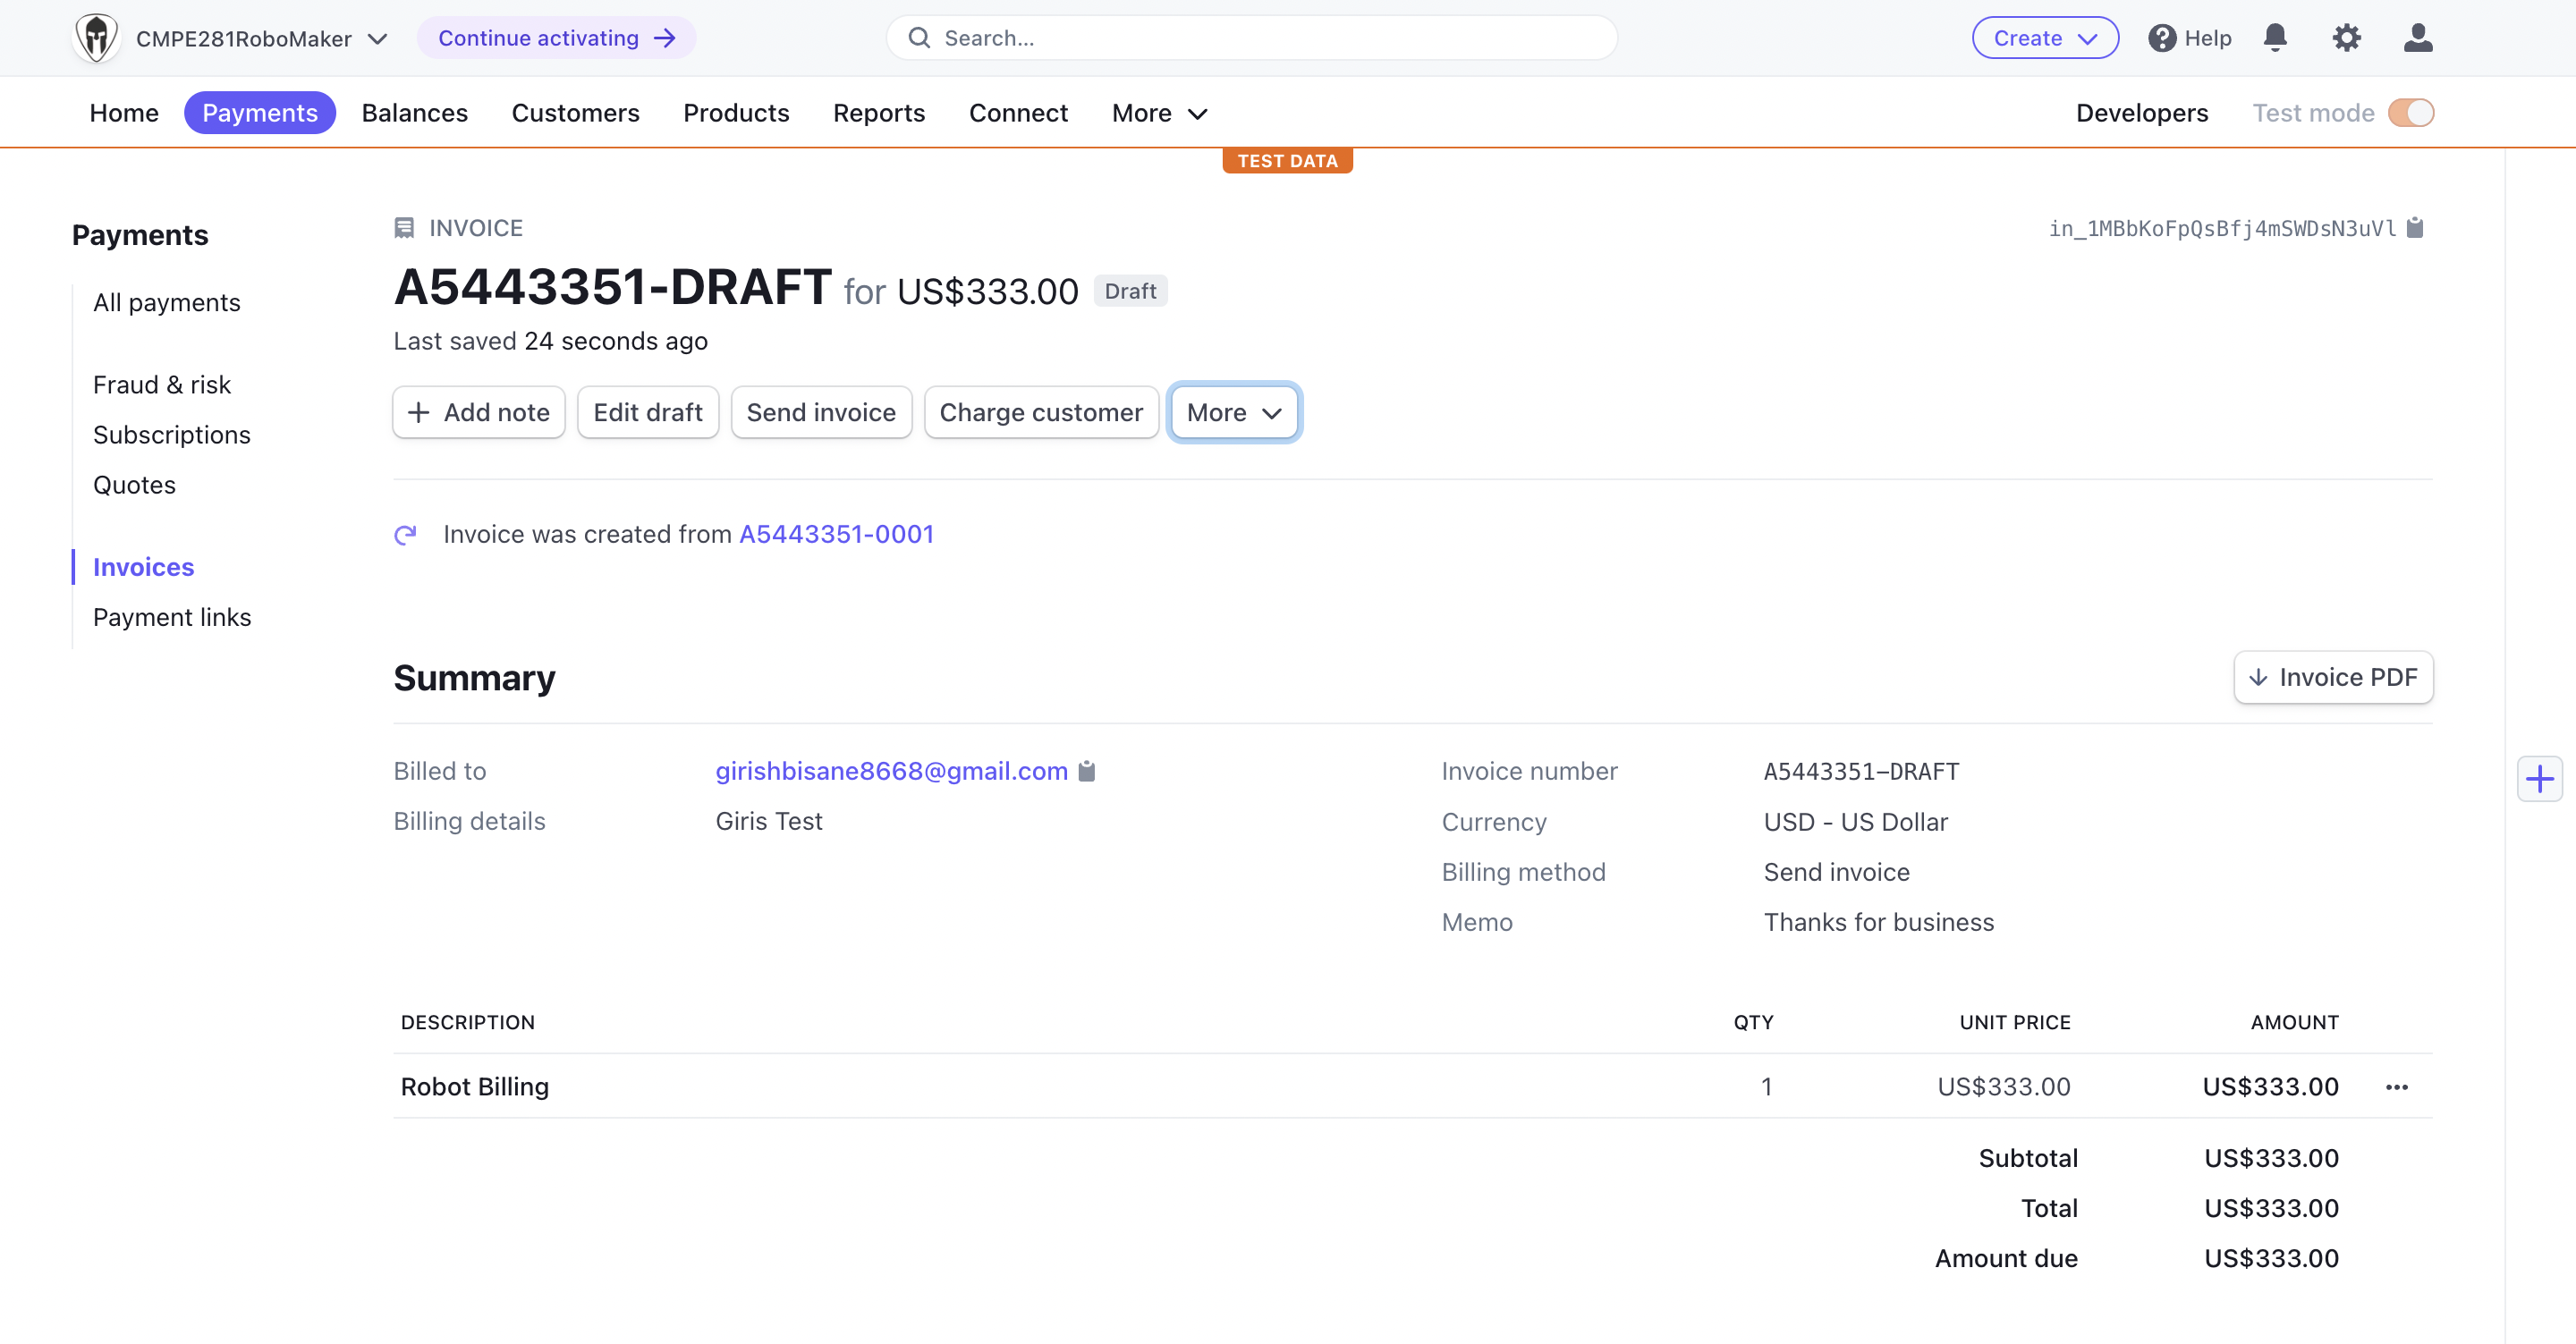 CMPE281RoboMaker Continue activating Search... Create Help
Home Payments Balances Customers Products Reports Connect More Developers Test mode
TEST DATA
Payments
All payments
Fraud & risk
Subscriptions
Quotes
Invoices
Payment links
INVOICE in_1MBbKoFpQsBfj4mSWDsN3uVl
A5443351-DRAFT for US$333.00 Draft
Last saved 24 seconds ago
Add note Edit draft Send invoice Charge customer More
Invoice was created from A5443351-0001
Summary Invoice PDF
Billed to girishbisane8668@gmail.com
Billing details Giris Test
Invoice number A5443351-DRAFT
Currency USD - US Dollar
Billing method Send invoice
Memo Thanks for business
DESCRIPTION QTY UNIT PRICE AMOUNT
Robot Billing 1 US$333.00 US$333.00
Subtotal US$333.00
Total US$333.00
Amount due US$333.00